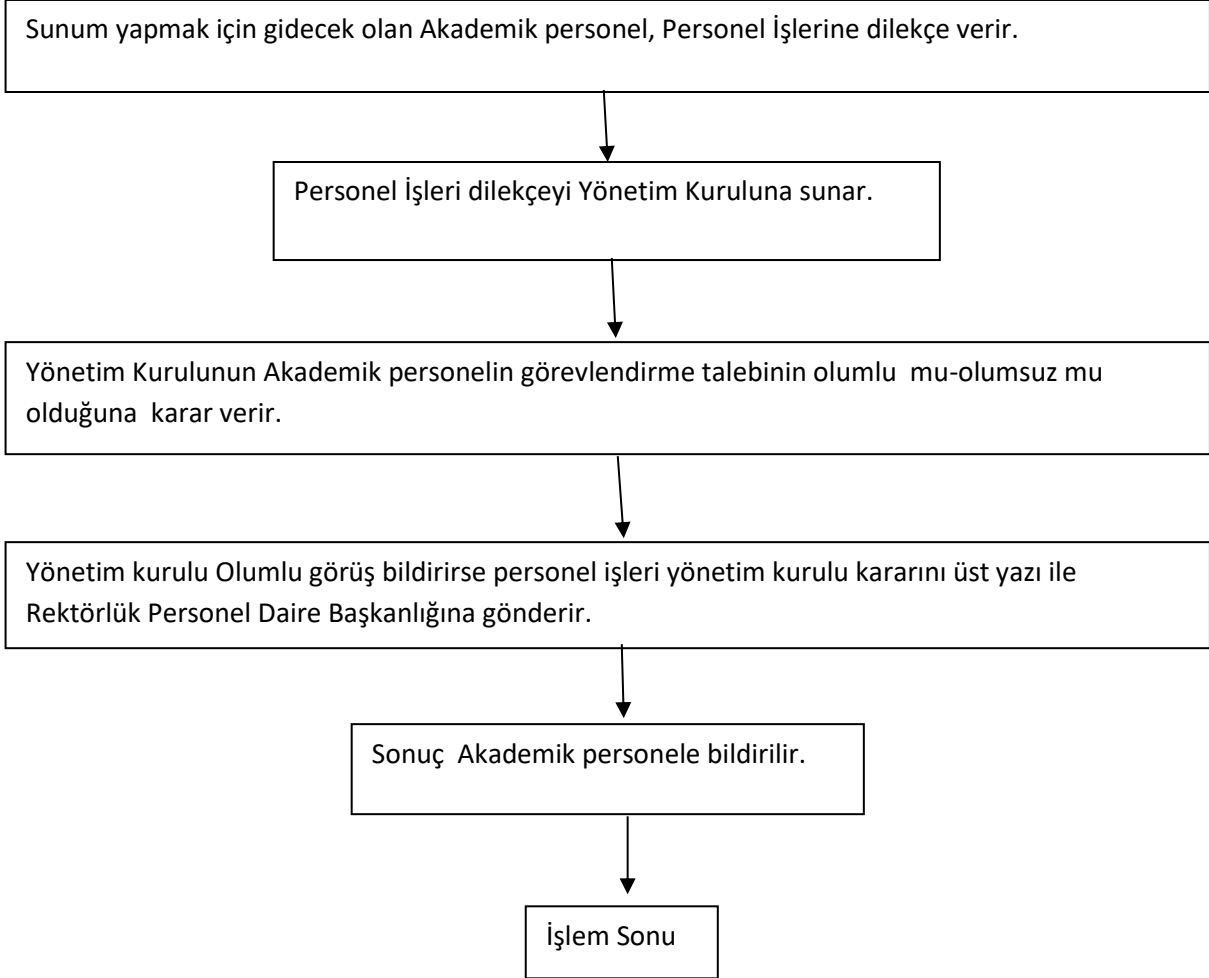 Sunum yapmak için gidecek olan Akademik personel, Personel İşlerine dilekçe verir.
Personel İşleri dilekçeyi Yönetim Kuruluna sunar.
Yönetim Kurulunun Akademik personelin görevlendirme talebinin olumlu  mu-olumsuz mu
olduğuna  karar verir.
Yönetim kurulu Olumlu görüş bildirirse personel işleri yönetim kurulu kararını üst yazı ile
Rektörlük Personel Daire Başkanlığına gönderir.
Sonuç  Akademik personele bildirilir.
İşlem Sonu